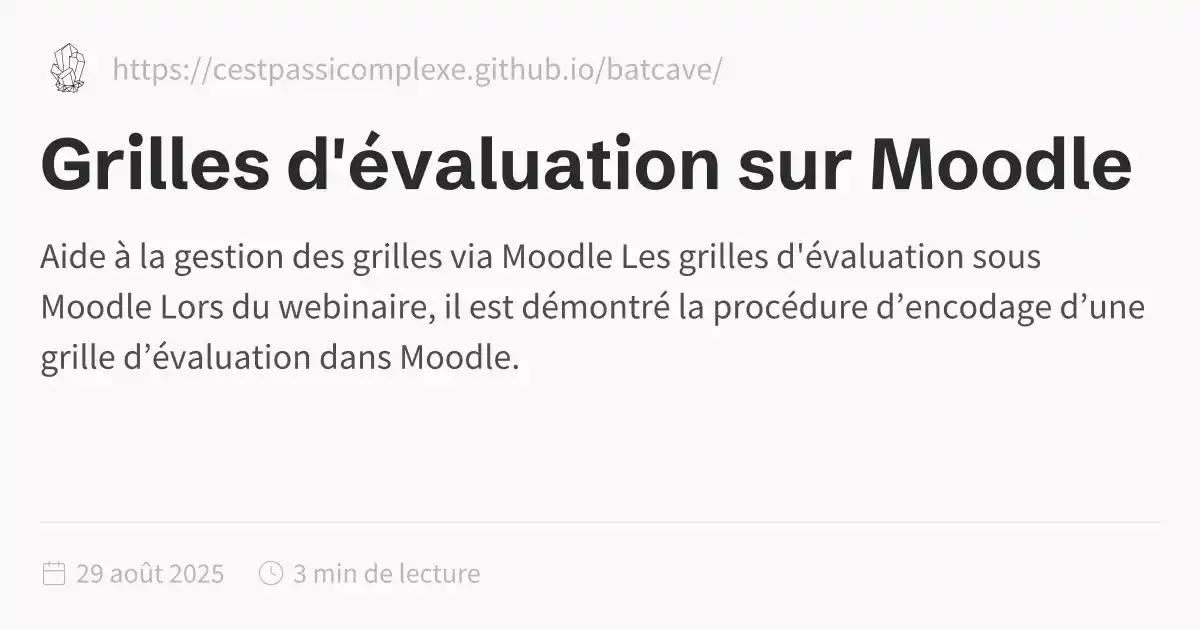 https://cestpassicomplexe.github.io/batcave/
Grilles d'évaluation sur Moodle
Aide à la gestion des grilles via Moodle Les grilles d'évaluation sous
Moodle Lors du webinaire, il est démontré la procédure d’encodage d’une
grille d’évaluation dans Moodle.
29 août 2025 3 min de lecture